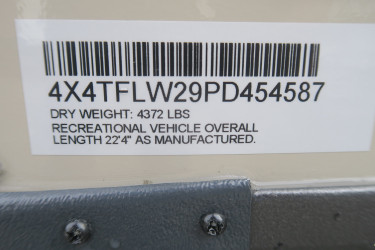 4X4TFLW29PD454587
DRY WEIGHT: 4372 LBS
RECREATIONAL VEHICLE OVERALL
LENGTH 22'4" AS MANUFACTURED.